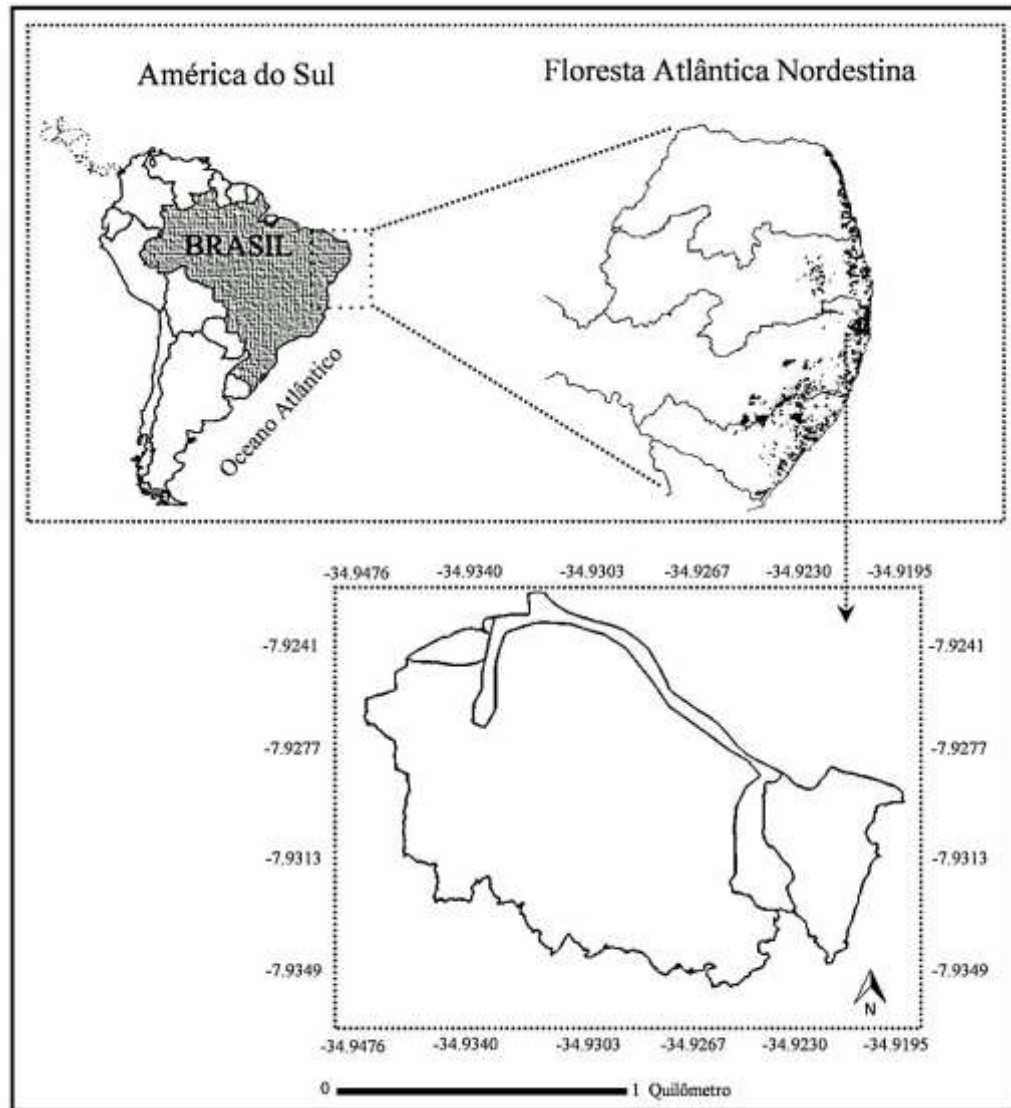 América do Sul
Floresta Atlântica Nordestina
BRASIL
Oceano Atlântico
-34.9476 -34.9340 -34.9303 -34.9267 -34.9230 -34.9195
-7.9241 -7.9241
-7.9277 -7.9277
-7.9313 -7.9313
-7.9349 -7.9349
N
-34.9476 -34.9340 -34.9303 -34.9267 -34.9230 -34.9195
0 1 Quilômetro